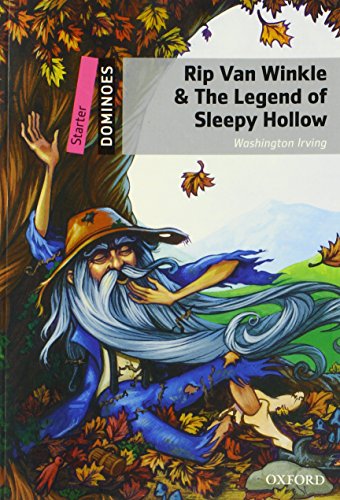 Starter
DOMINOES
Rip Van Winkle
& The Legend of
Sleepy Hollow
Washington Irving
OXFORD